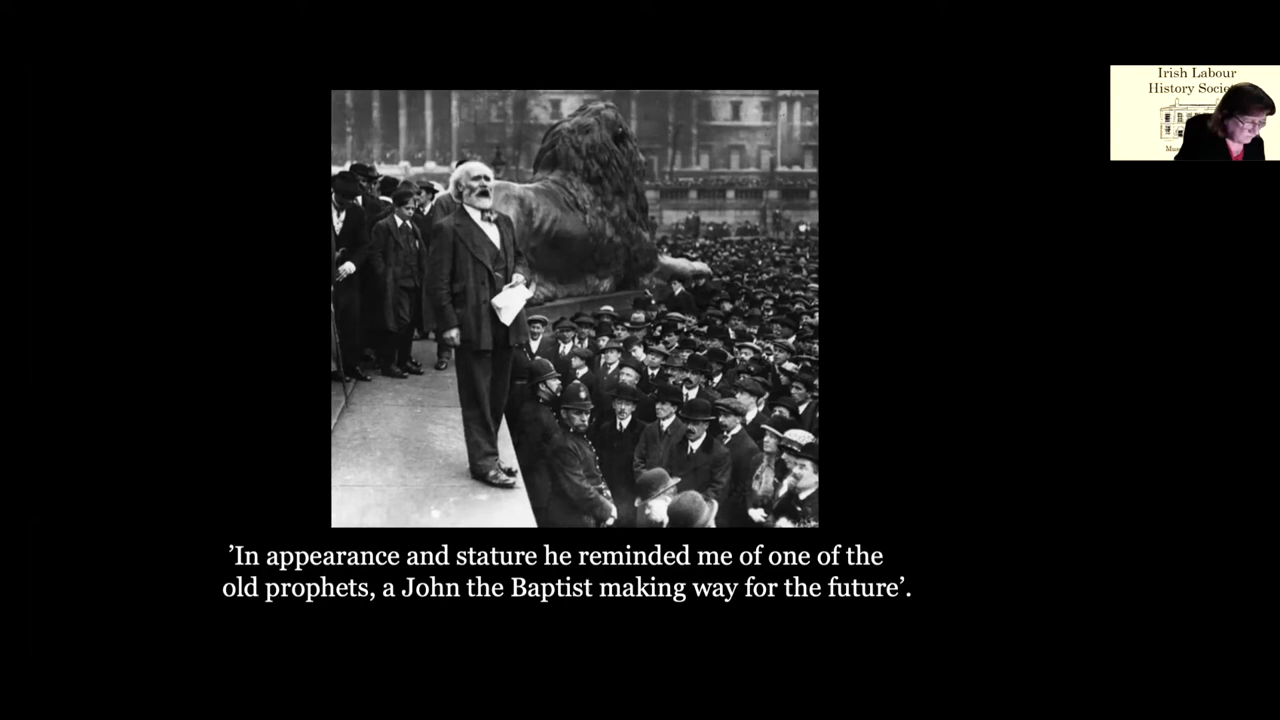 Irish Labour
History
’In appearance and stature he reminded me of one of the
old prophets, a John the Baptist making way for the future’.